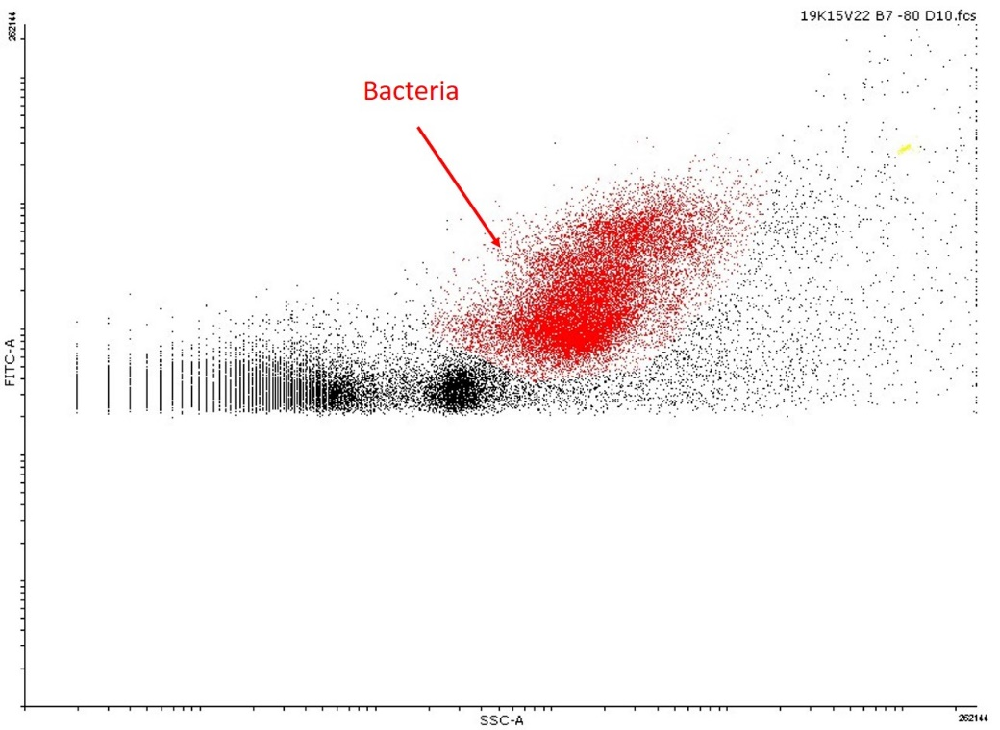 19K15V22 B7 -80 D10.fcs
262144
Bacteria
FITC-A
SSC-A
262144